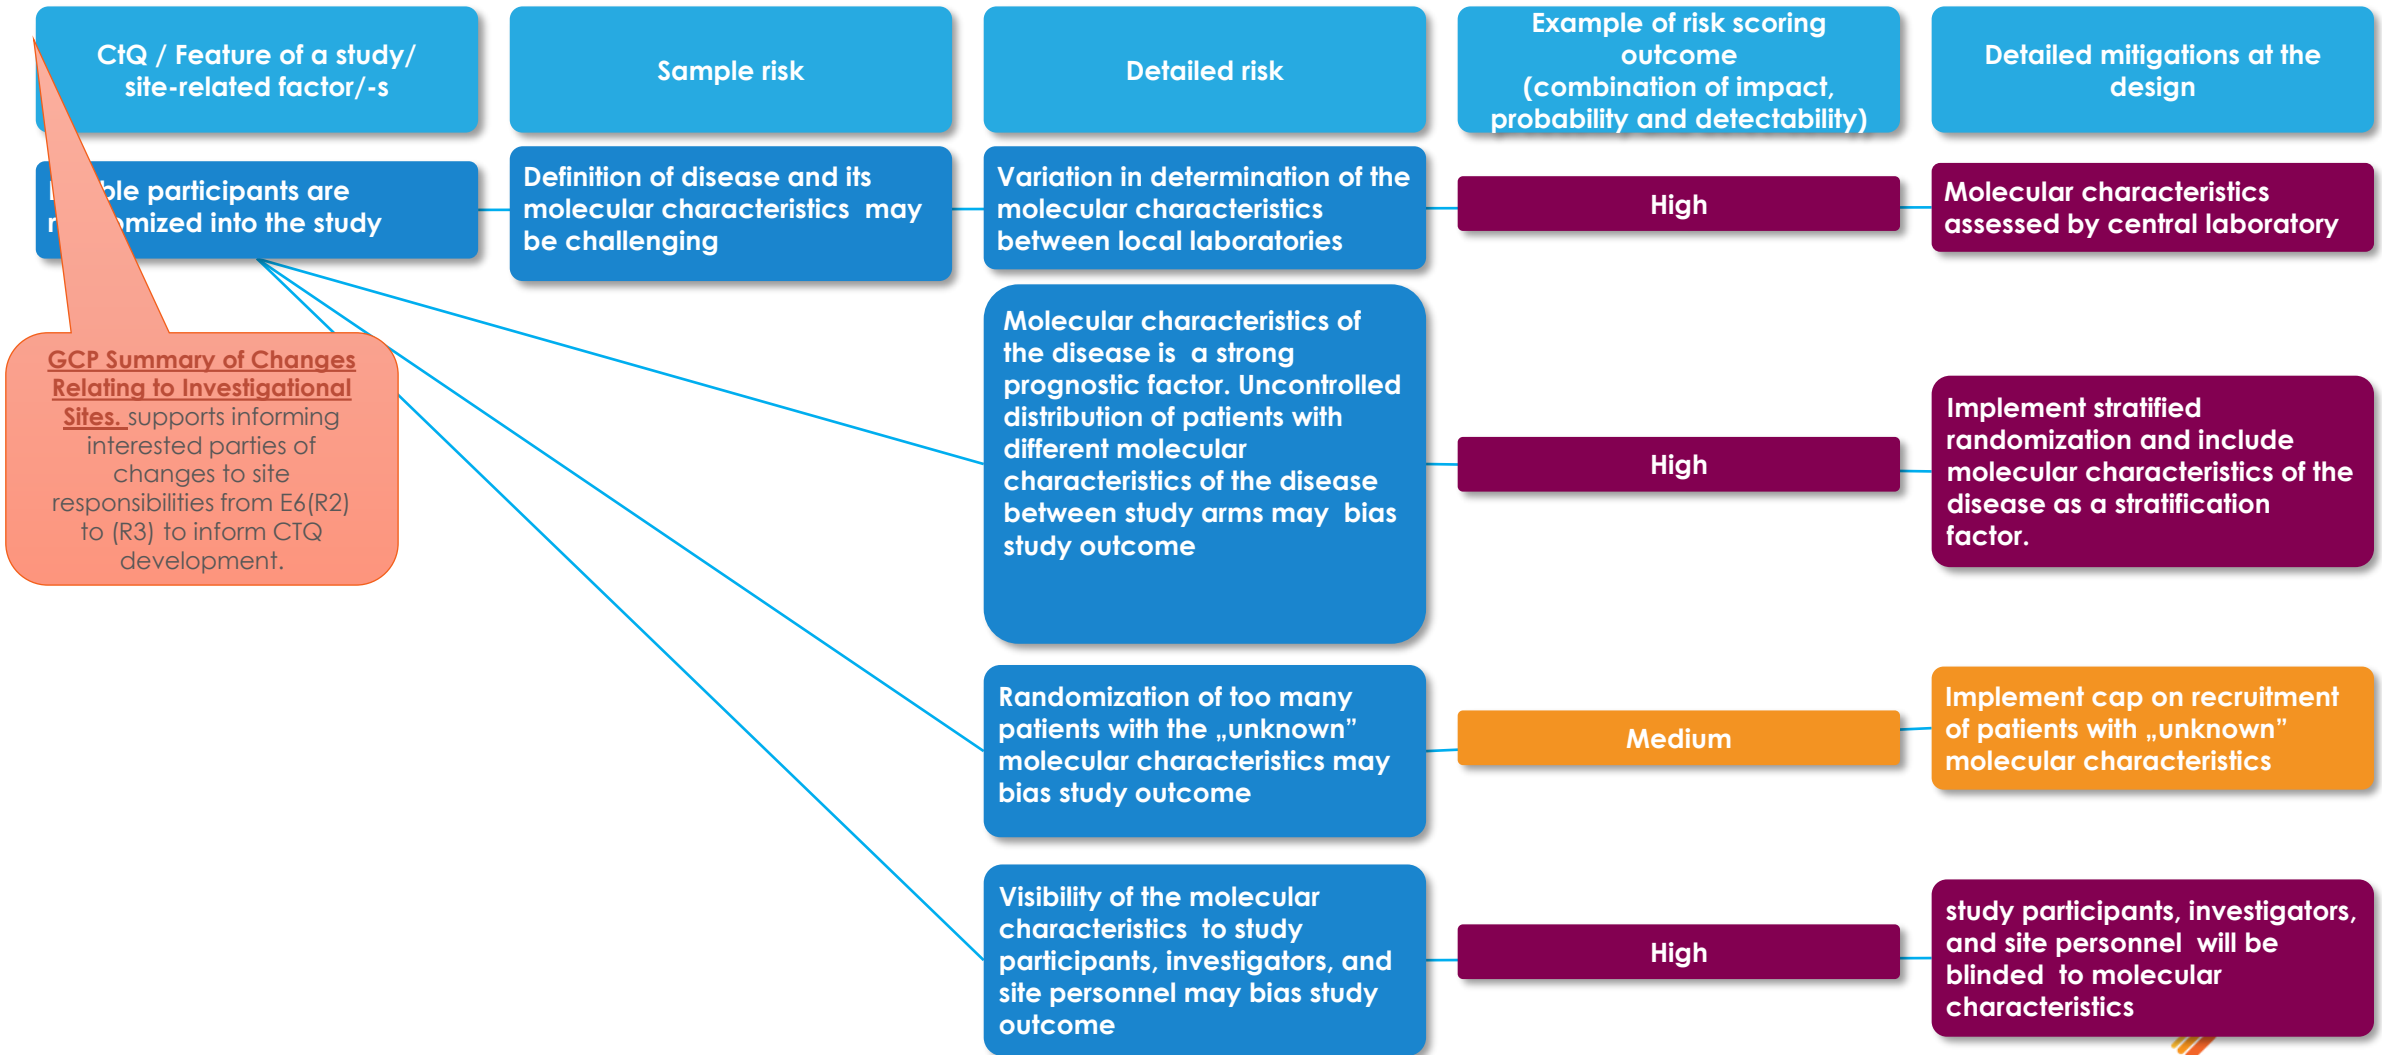 CtQ / Feature of a study/
site-related factor/-s
Sample risk
Detailed risk
Example of risk scoring
outcome
(combination of impact,
probability and detectability)
Detailed mitigations at the
design
ble participants are
mized into the study
Definition of disease and its
molecular characteristics may
be challenging
Variation in determination of the
molecular characteristics
between local laboratories
High
Molecular characteristics
assessed by central laboratory
GCP Summary of Changes
Relating to Investigational
Sites. supports informing
interested parties of
changes to site
responsibilities from E6(R2)
to (R3) to inform CTQ
development.
Molecular characteristics of
the disease is a strong
prognostic factor. Uncontrolled
distribution of patients with
different molecular
characteristics of the disease
between study arms may bias
study outcome
High
Implement stratified
randomization and include
molecular characteristics of the
disease as a stratification
factor.
Randomization of too many
patients with the „unknown”
molecular characteristics may
bias study outcome
Medium
Implement cap on recruitment
of patients with „unknown”
molecular characteristics
Visibility of the molecular
characteristics to study
participants, investigators, and
site personnel may bias study
outcome
High
study participants, investigators,
and site personnel will be
blinded to molecular
characteristics